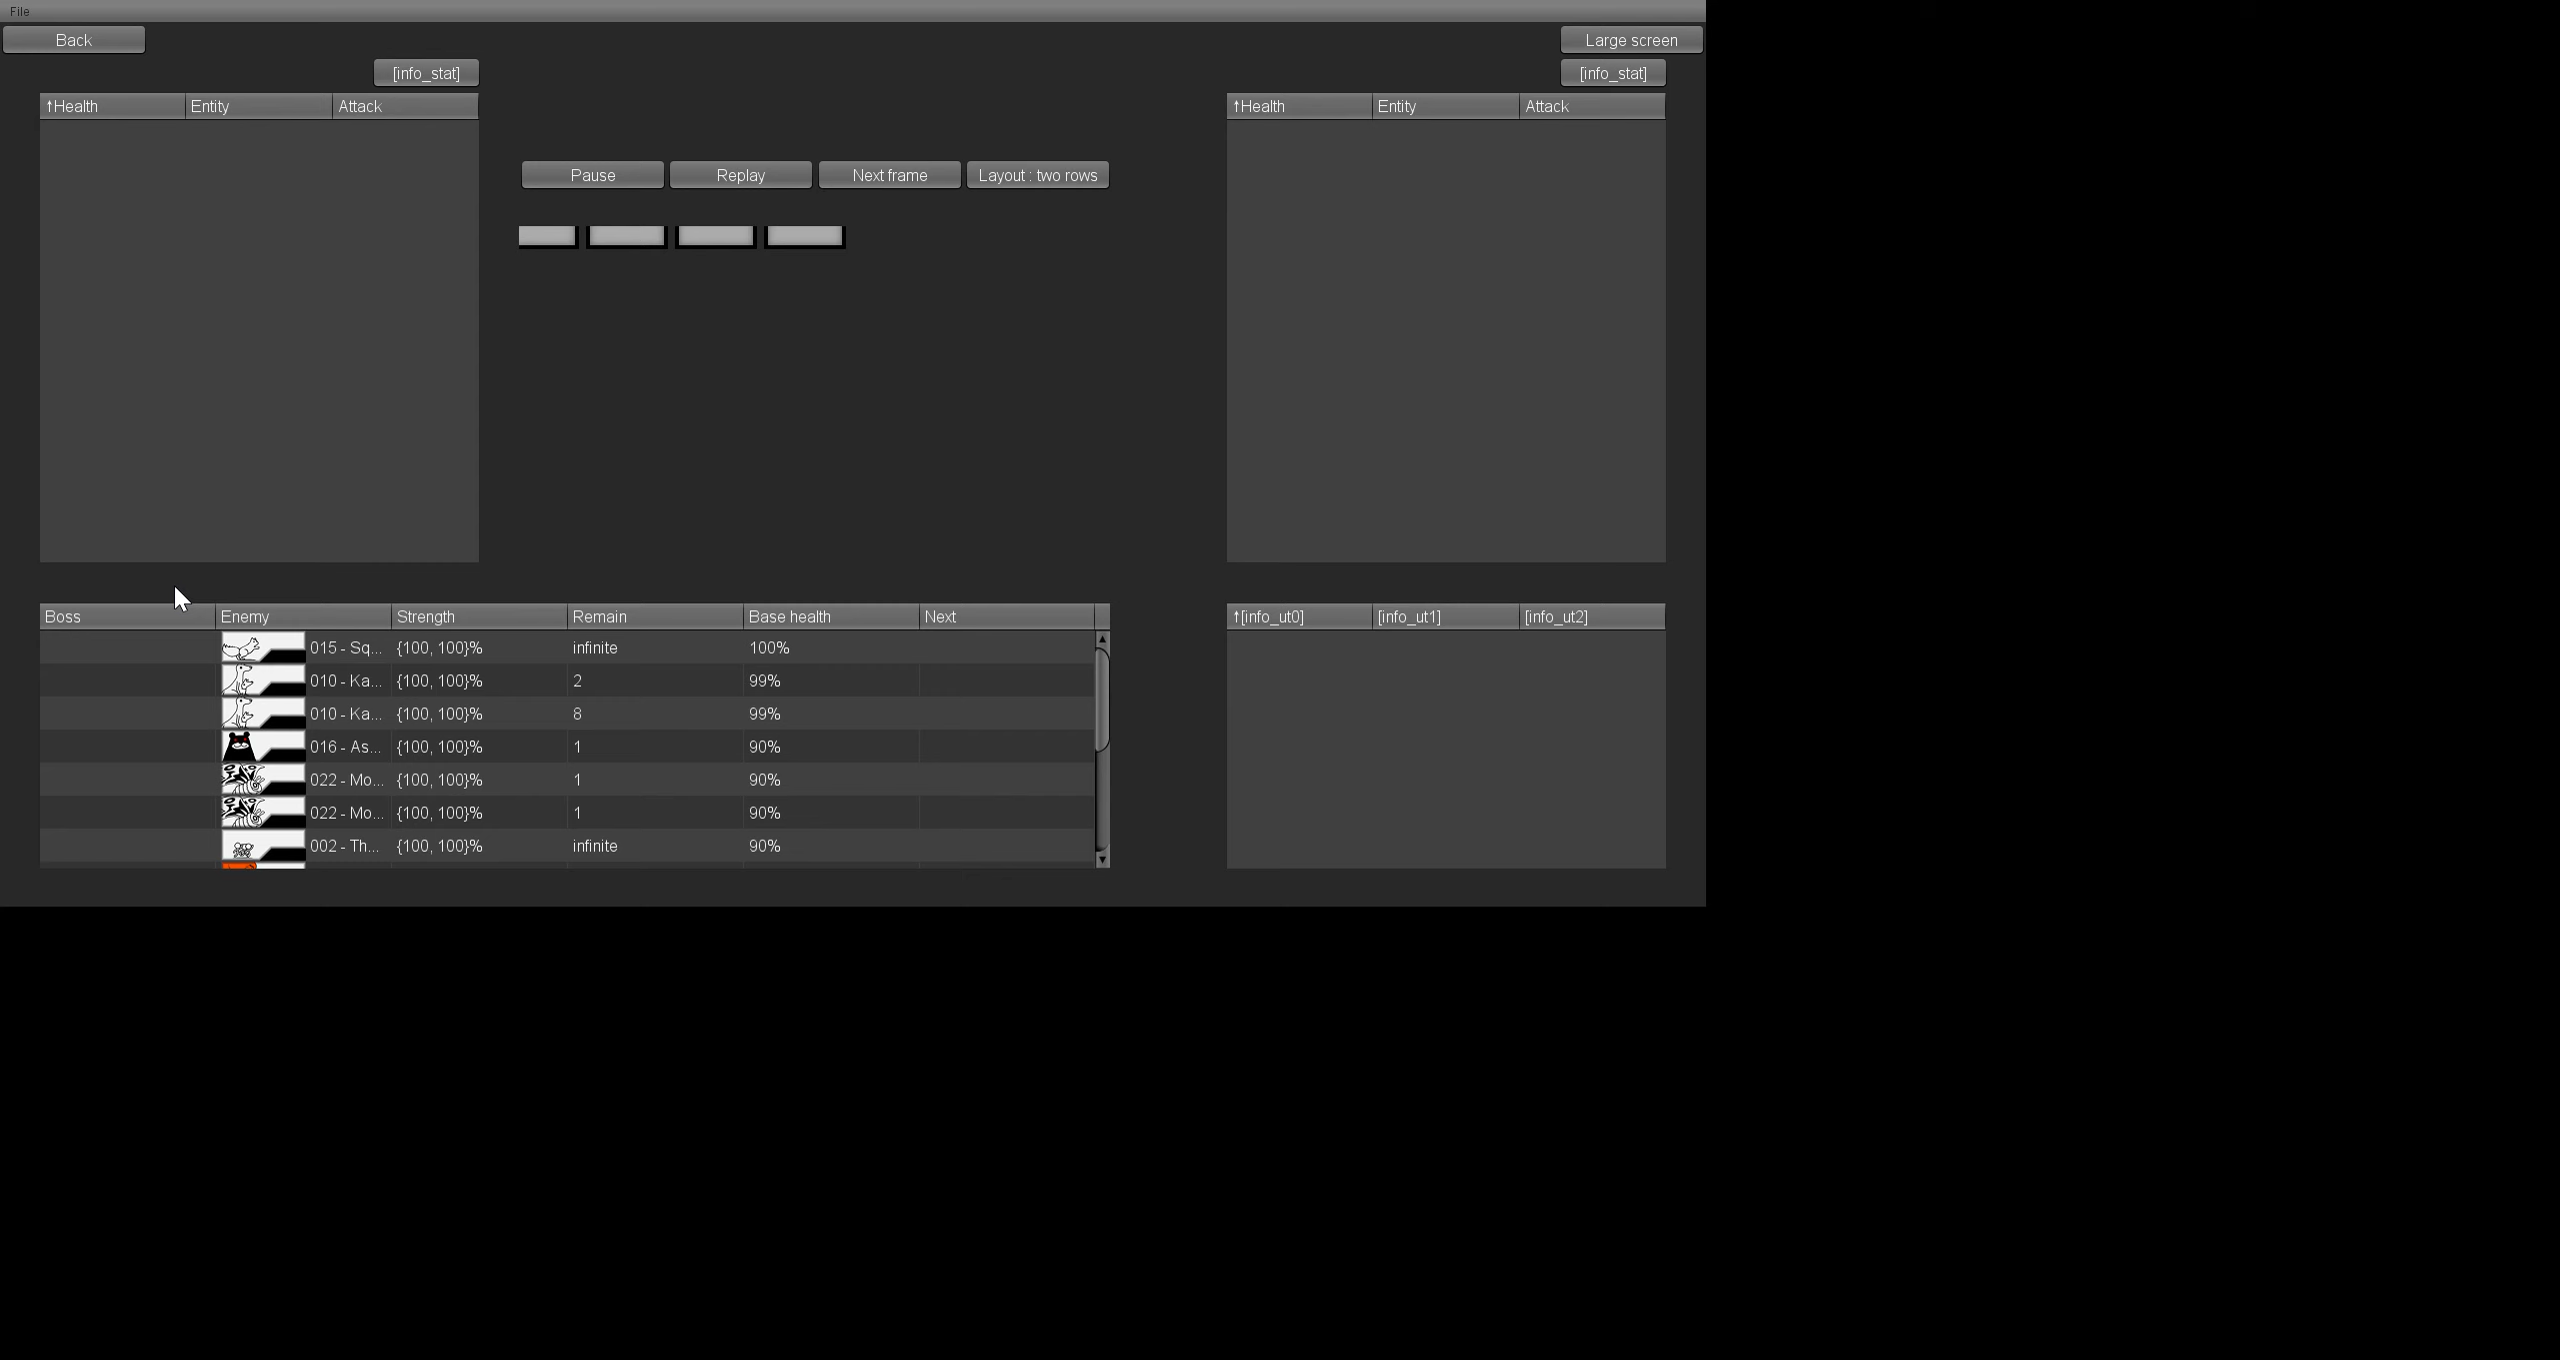 File
Back
Large screen
[info_stat]
[info_stat]
↑Health Entity Attack
↑Health Entity Attack
Pause Replay Next frame Layout : two rows
Boss Enemy Strength Remain Base health Next
↑[info_ut0] [info_ut1] [info_ut2]
015 - Sq... {100, 100}% infinite 100%
010 - Ka... {100, 100}% 2 99%
010 - Ka... {100, 100}% 8 99%
016 - As... {100, 100}% 1 90%
022 - Mo... {100, 100}% 1 90%
022 - Mo... {100, 100}% 1 90%
002 - Th... {100, 100}% infinite 90%